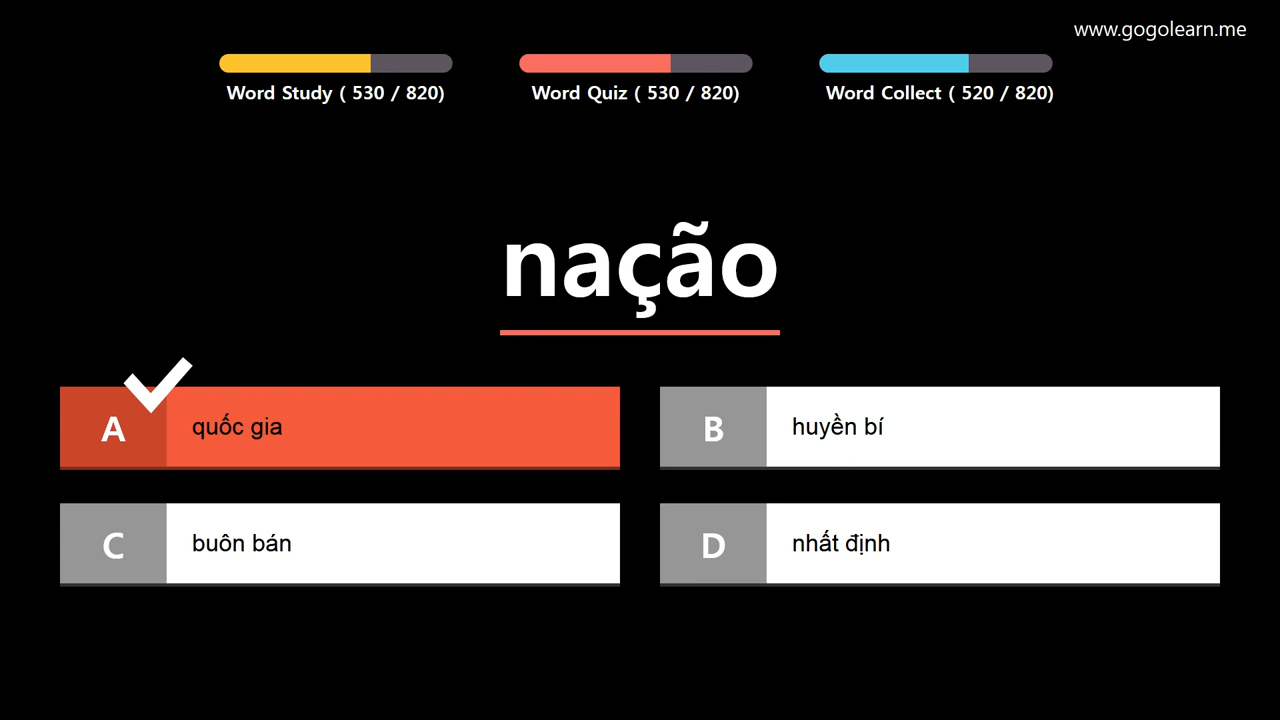 www.gogolearn.me
Word Study ( 530 / 820)
Word Quiz ( 530 / 820)
Word Collect ( 520 / 820)
nação
A
quốc gia
B
huyền bí
C
buôn bán
D
nhất định